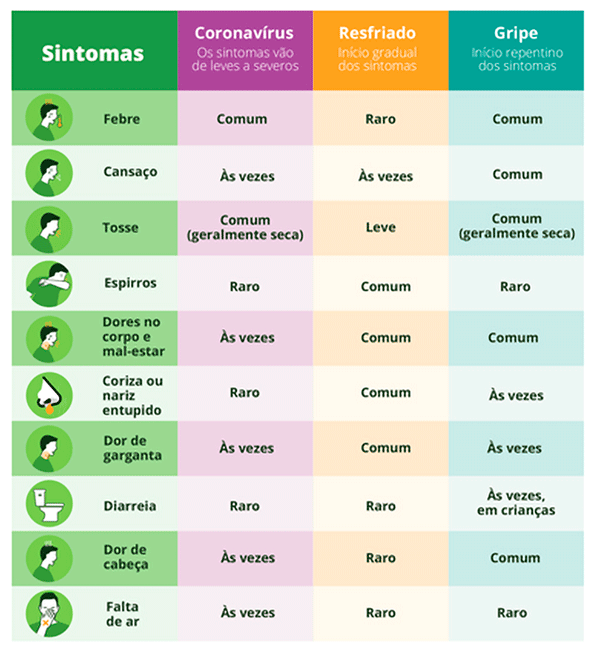 Sintomas
Coronavírus
Os sintomas vão
de leves a severos
Resfriado
Início gradual
dos sintomas
Gripe
Início repentino
dos sintomas
Febre
Comum
Raro
Comum
Cansaço
Às vezes
Às vezes
Comum
Tosse
Comum
(geralmente seca)
Leve
Comum
(geralmente seca)
Espirros
Raro
Comum
Raro
Dores no
corpo e
mal-estar
Às vezes
Comum
Comum
Coriza ou
nariz
entupido
Raro
Comum
Às vezes
Dor de
garganta
Às vezes
Comum
Às vezes
Diarreia
Raro
Raro
Às vezes,
em crianças
Dor de
cabeça
Às vezes
Raro
Comum
Falta
de ar
Às vezes
Raro
Raro